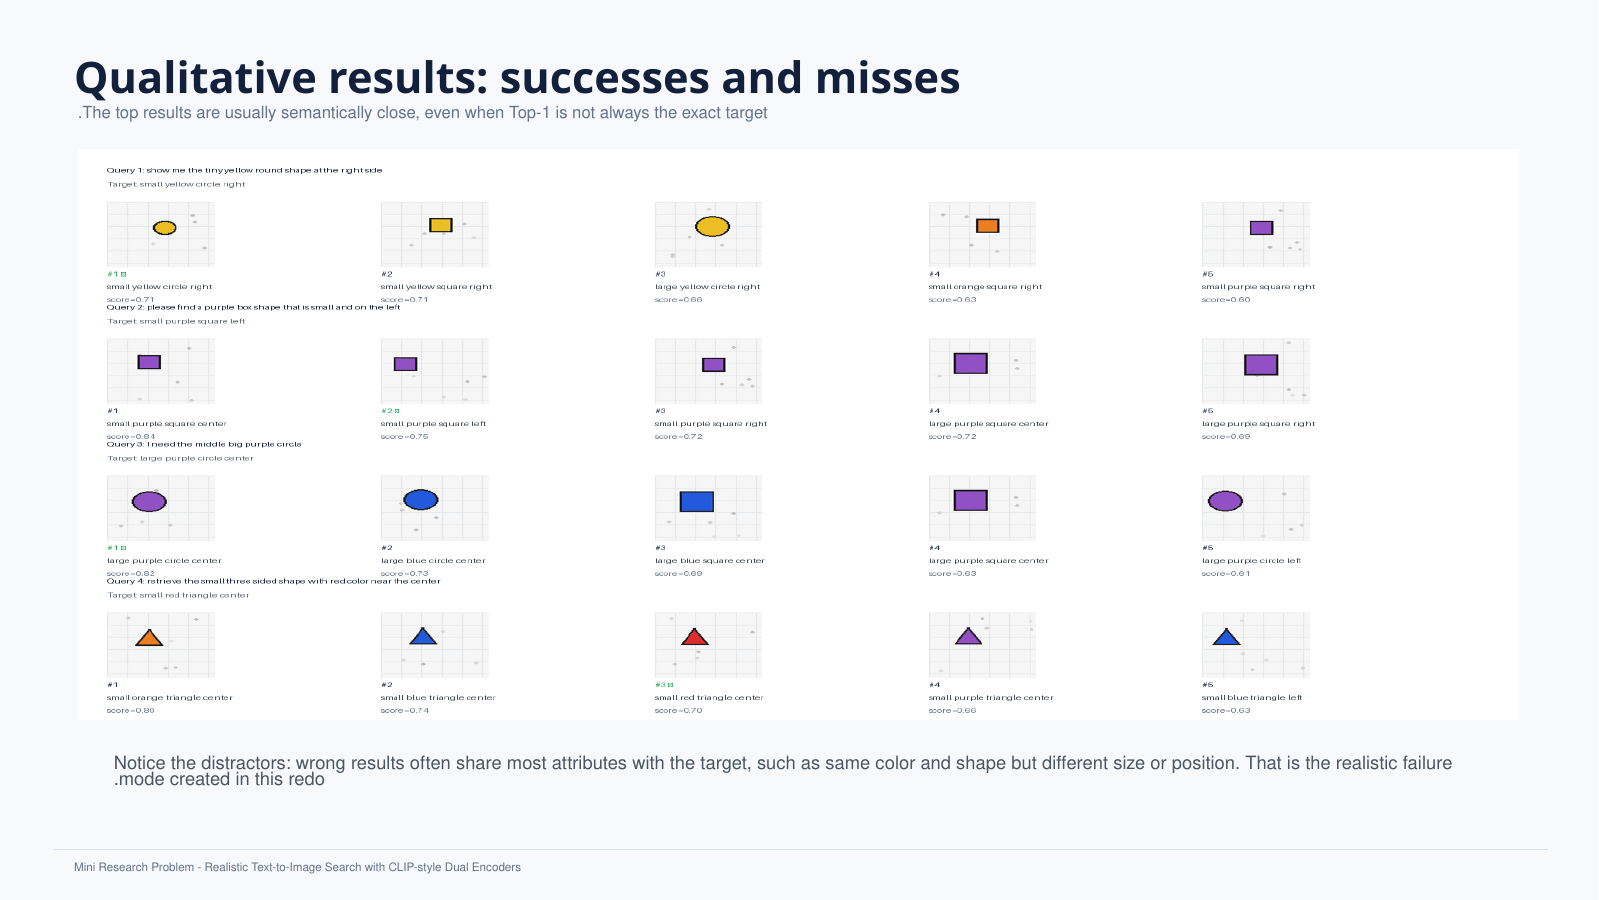 Qualitative results: successes and misses
.The top results are usually semantically close, even when Top-1 is not always the exact target
Query 1: show me the tiny yellow round shape at the right side
Target: small yellow circle right
#1 #2 #3 #4 #5
small yellow circle right small yellow square right large yellow circle right small orange square right small purple square right
score=0.71 score=0.71 score=0.66 score=0.63 score=0.60
Query 2: please find a purple box shape that is small and on the left
Target: small purple square left
#1 #2 #3 #4 #5
small purple square center small purple square left small purple square right large purple square center large purple square right
score=0.84 score=0.75 score=0.72 score=0.72 score=0.69
Query 3: I need the middle big purple circle
Target: large purple circle center
#1 #2 #3 #4 #5
large purple circle center large blue circle center large blue square center large purple square center large purple circle left
score=0.82 score=0.73 score=0.69 score=0.63 score=0.61
Query 4: retrieve the small three sided shape with red color near the center
Target: small red triangle center
#1 #2 #3 #4 #5
small orange triangle center small blue triangle center small red triangle center small purple triangle center small blue triangle left
score=0.80 score=0.74 score=0.70 score=0.66 score=0.63
Notice the distractors: wrong results often share most attributes with the target, such as same color and shape but different size or position. That is the realistic failure
.mode created in this redo
Mini Research Problem - Realistic Text-to-Image Search with CLIP-style Dual Encoders